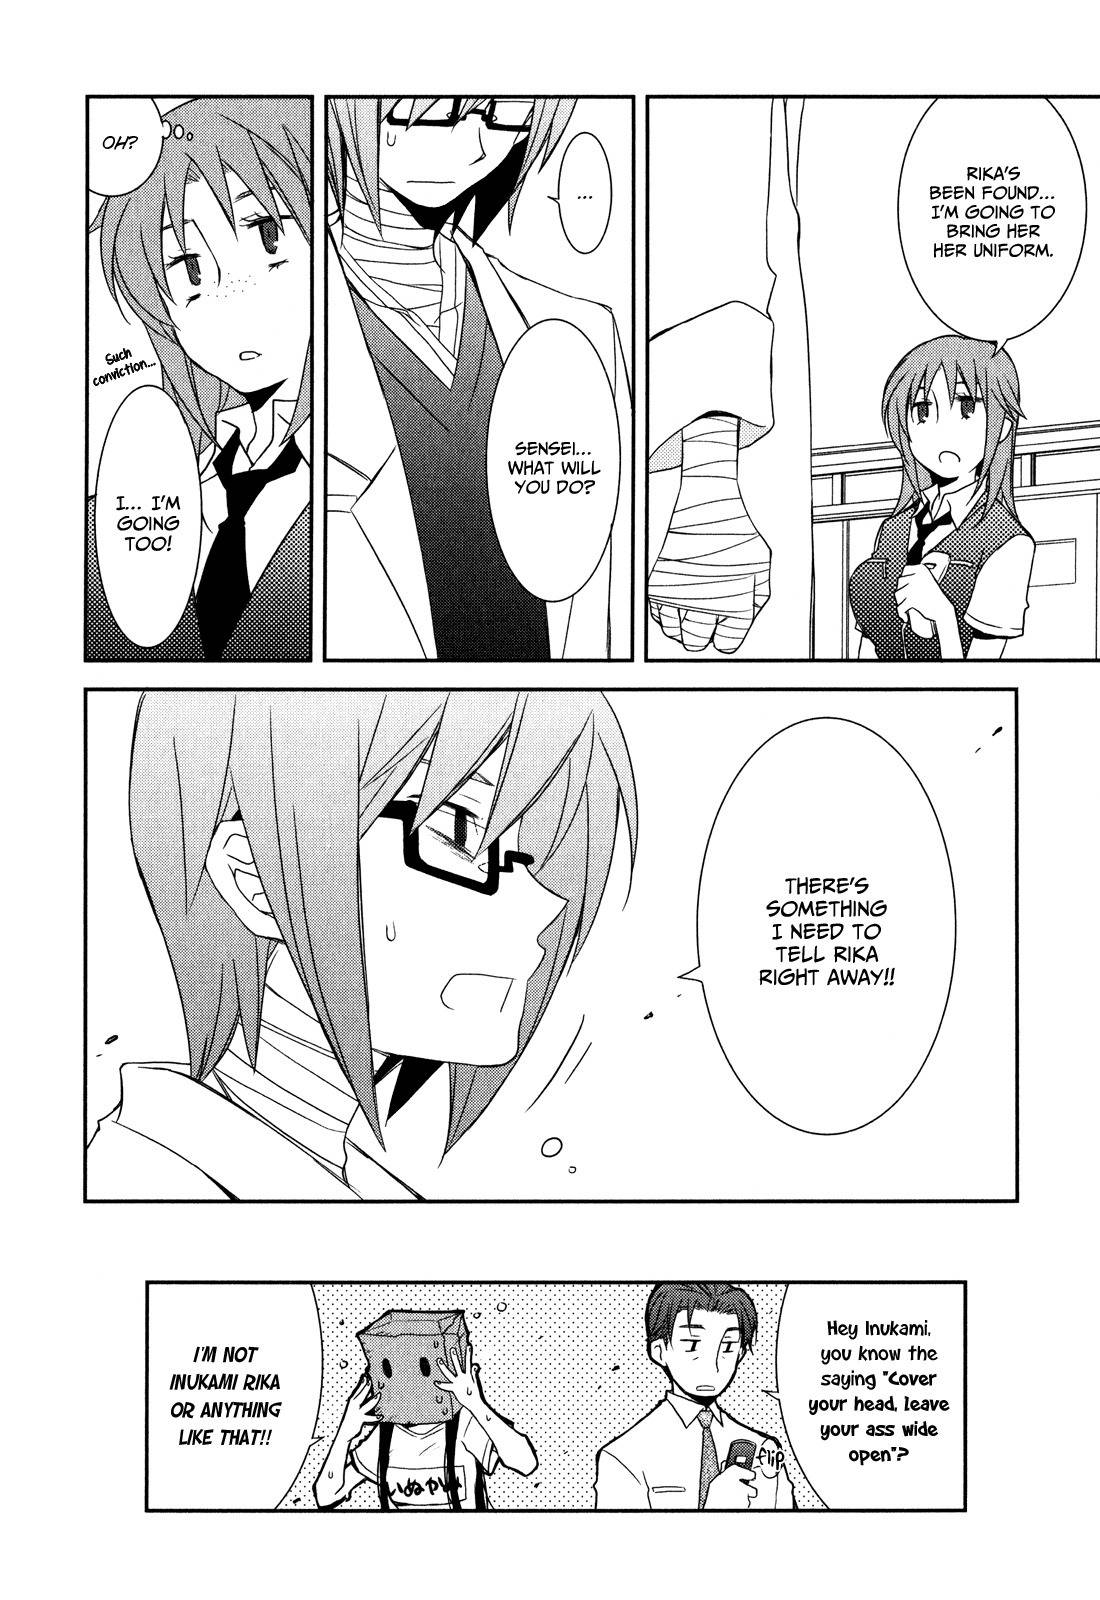 RIKA'S
BEEN FOUND...
I'M GOING TO
BRING HER
HER UNIFORM.
...
SENSEI...
WHAT WILL
YOU DO?
OH?
Such
conviction...
I... I'M
GOING
TOO!
THERE'S
SOMETHING
I NEED TO
TELL RIKA
RIGHT AWAY!!
Hey Inukami,
you know the
saying "Cover
your head, leave
your ass wide
open"?
flip
I'M NOT
INUKAMI RIKA
OR ANYTHING
LIKE THAT!!